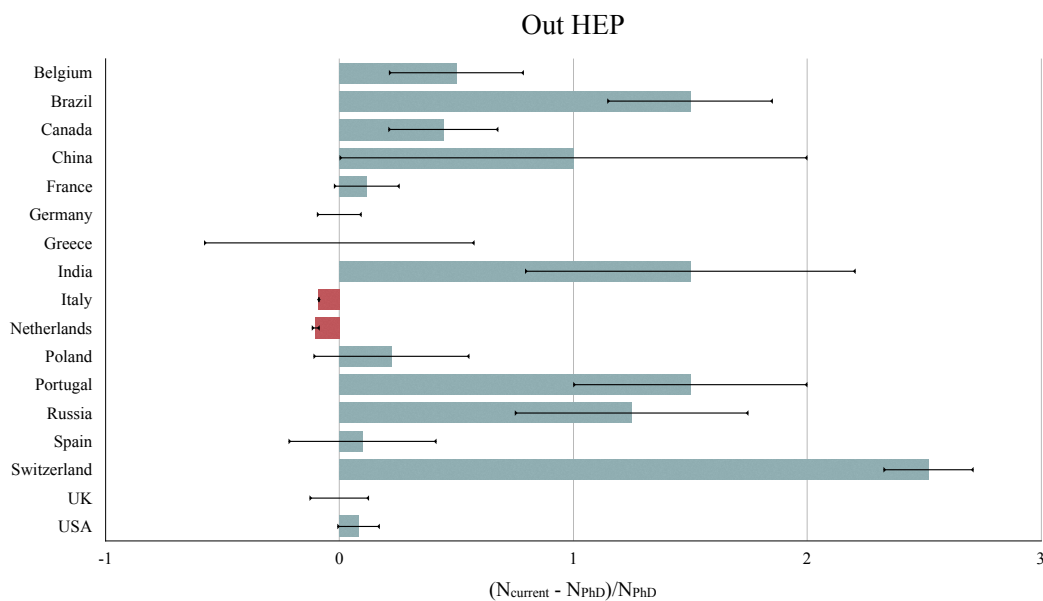 Out HEP
Belgium
Brazil
Canada
China
France
Germany
Greece
India
Italy
Netherlands
Poland
Portugal
Russia
Spain
Switzerland
UK
USA
-1 0 1 2 3
(Ncurrent - NPhD)/NPhD